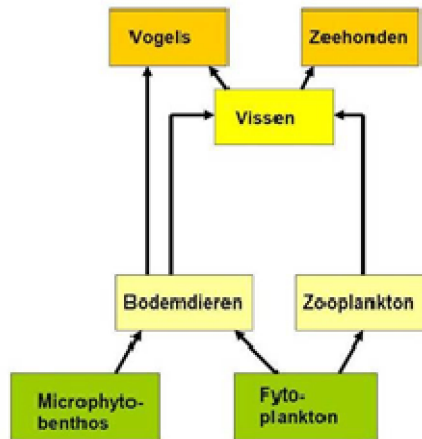 Vogels
Zeehonden
Vissen
Bodemdieren
Zooplankton
Microphyto-
benthos
Fyto-
plankton